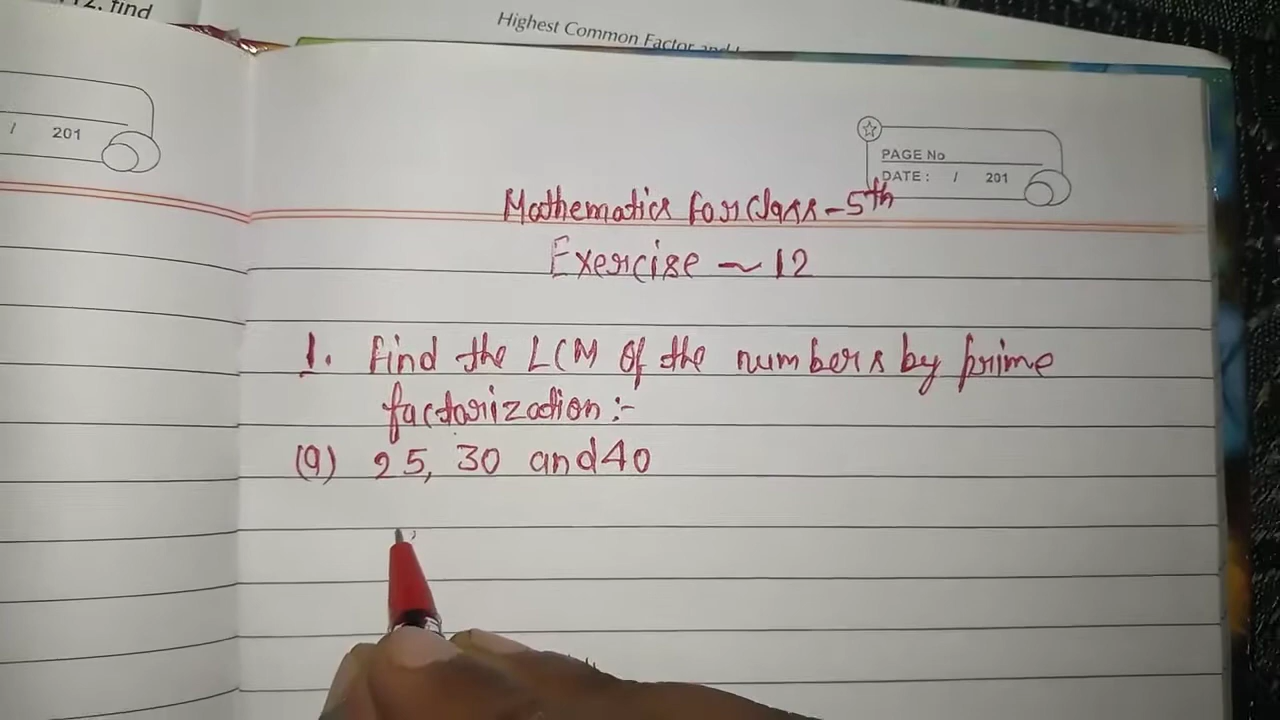 12. find
Highest Common Factor and
/ 201
PAGE No
DATE : / 201
Mathematics for Class-5th
Exercise ~ 12
1. Find the LCM of the numbers by prime
factorization :-
(a) 25, 30 and 40